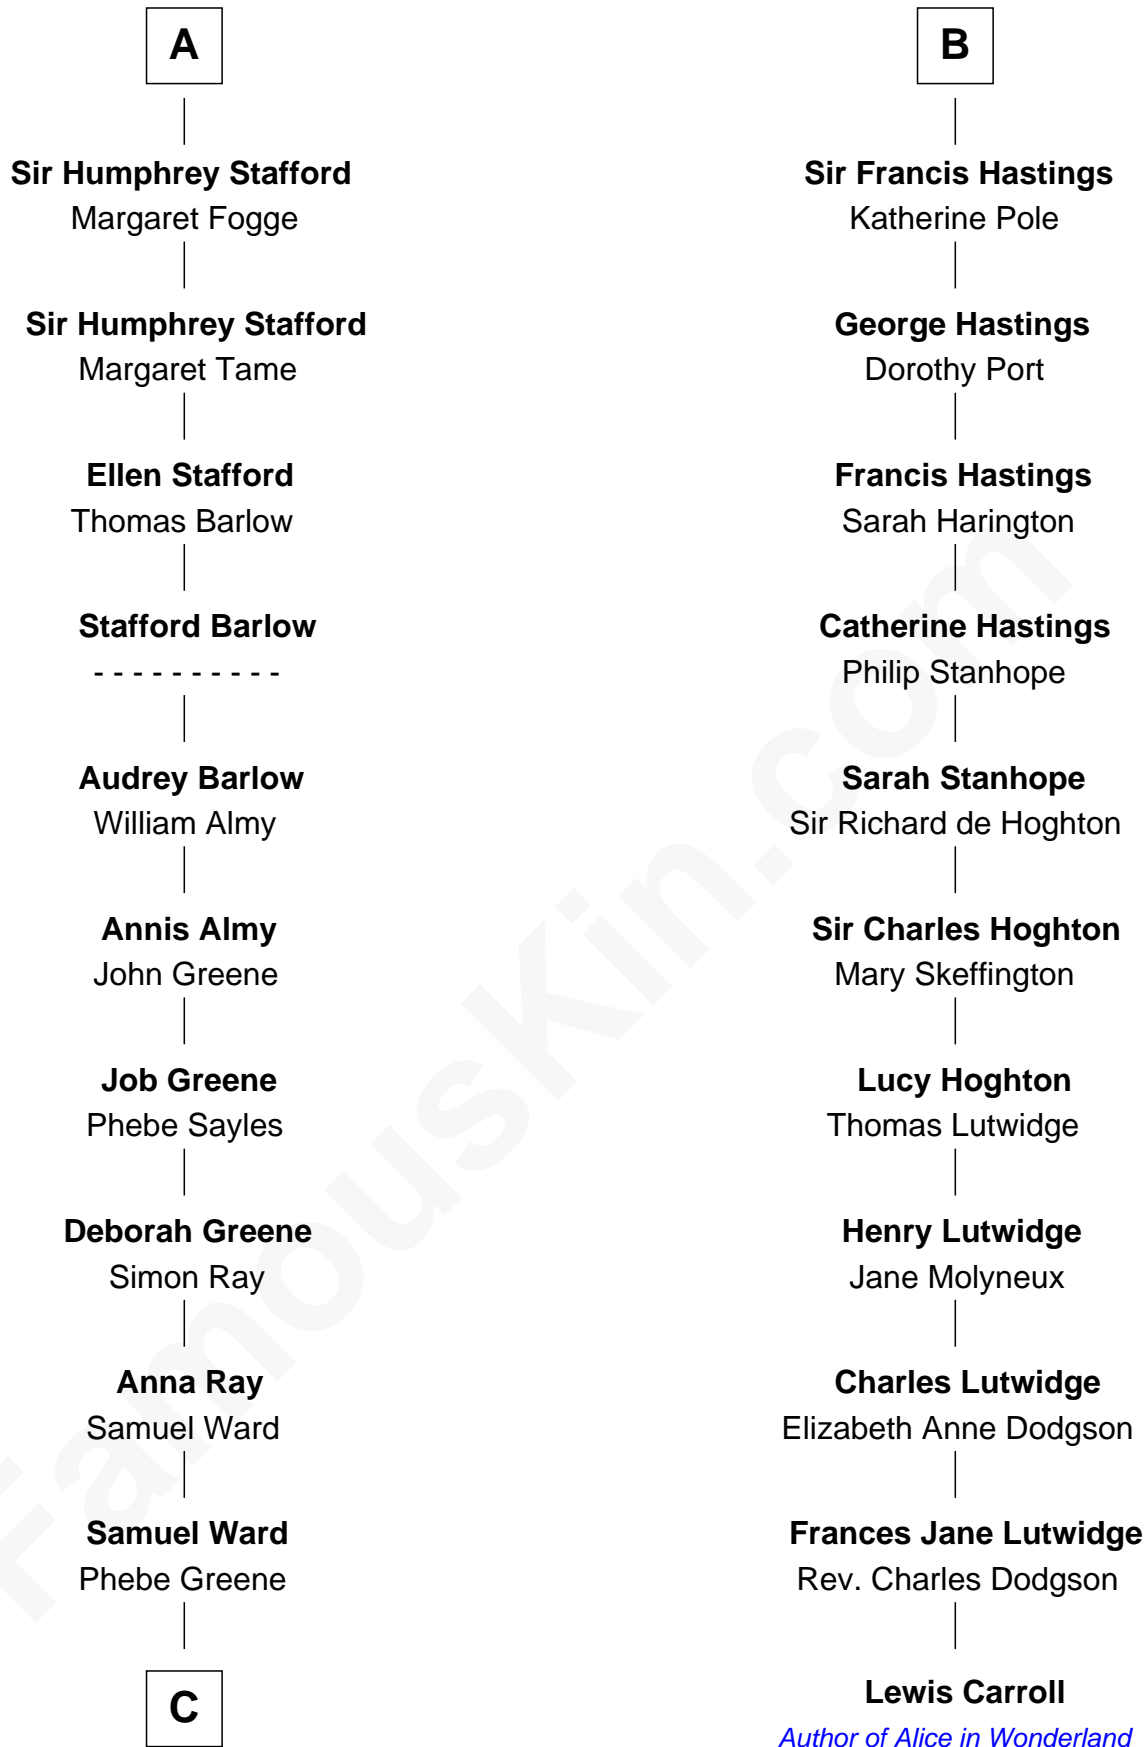 A
Sir Humphrey Stafford
Margaret Fogge
Sir Humphrey Stafford
Margaret Tame
Ellen Stafford
Thomas Barlow
Stafford Barlow
- - - - - - - - - -
Audrey Barlow
William Almy
Annis Almy
John Greene
Job Greene
Phebe Sayles
Deborah Greene
Simon Ray
Anna Ray
Samuel Ward
Samuel Ward
Phebe Greene
C
B
Sir Francis Hastings
Katherine Pole
George Hastings
Dorothy Port
Francis Hastings
Sarah Harington
Catherine Hastings
Philip Stanhope
Sarah Stanhope
Sir Richard de Hoghton
Sir Charles Hoghton
Mary Skeffington
Lucy Hoghton
Thomas Lutwidge
Henry Lutwidge
Jane Molyneux
Charles Lutwidge
Elizabeth Anne Dodgson
Frances Jane Lutwidge
Rev. Charles Dodgson
Lewis Carroll
Author of Alice in Wonderland
FamousKin.com